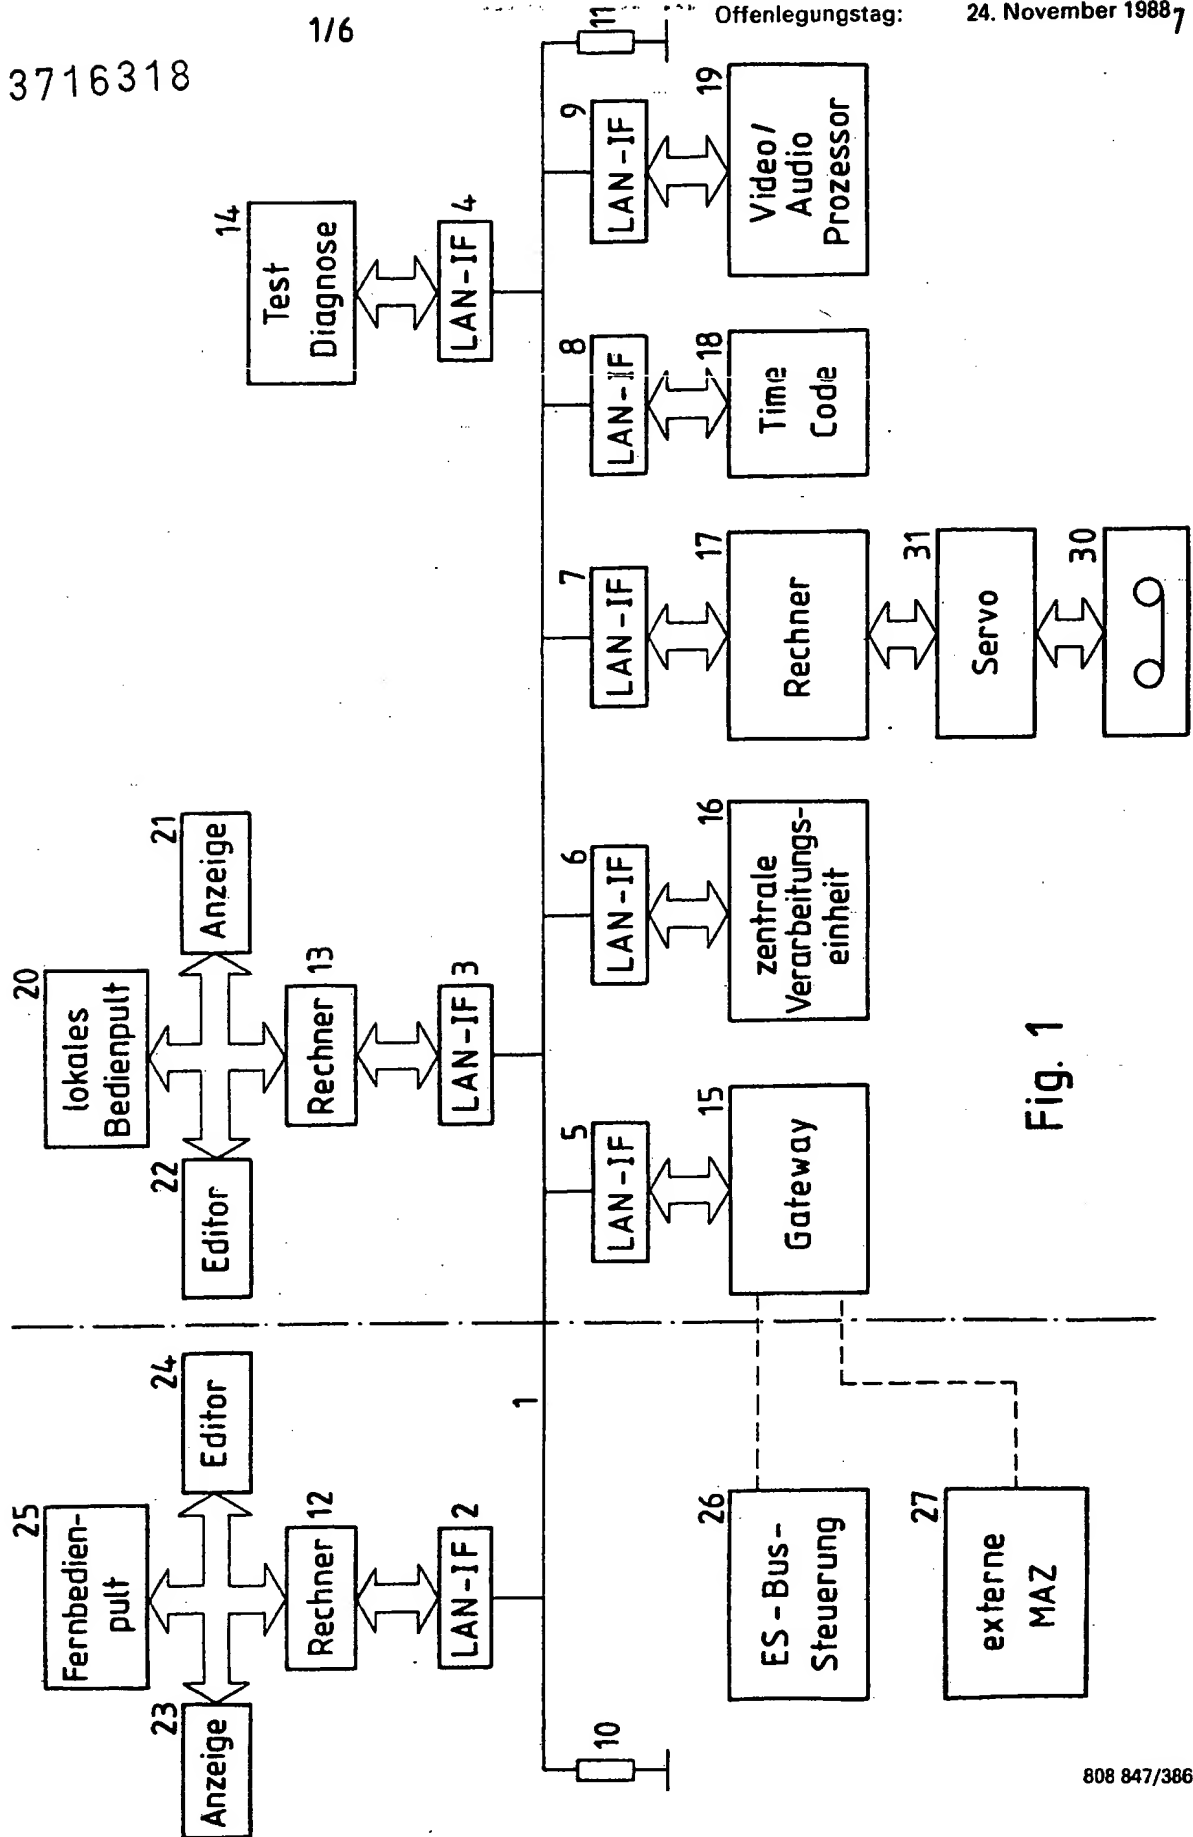 1/6
Offenlegungstag:
24. November 1988
7
3716318
25
Fernbedien-
pult
23
Anzeige
24
Editor
Rechner
12
LAN-IF
2
20
lokales
Bedienpult
22
Editor
21
Anzeige
Rechner
13
LAN-IF
3
14
Test
Diagnose
LAN-IF
4
1
10
11
5
LAN-IF
15
Gateway
6
LAN-IF
16
zentrale
Verarbeitungs-
einheit
7
LAN-IF
17
Rechner
31
Servo
30
8
LAN-IF
18
Time
Code
9
LAN-IF
19
Video/
Audio
Prozessor
26
ES-Bus-
Steuerung
27
externe
MAZ
Fig. 1
808 847/386